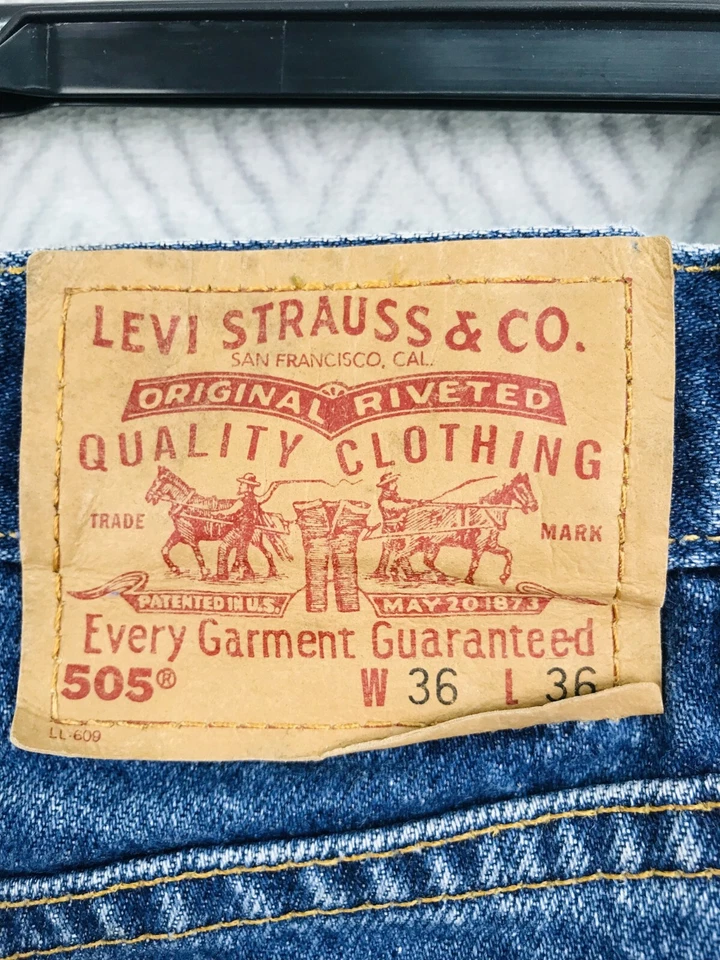 LEVI STRAUSS & CO.
SAN FRANCISCO, CAL.
ORIGINAL RIVETED
QUALITY CLOTHING
TRADE MARK
PATENTED IN U.S. MAY 20 1873
Every Garment Guaranteed
505® W 36 L 36
LL-609